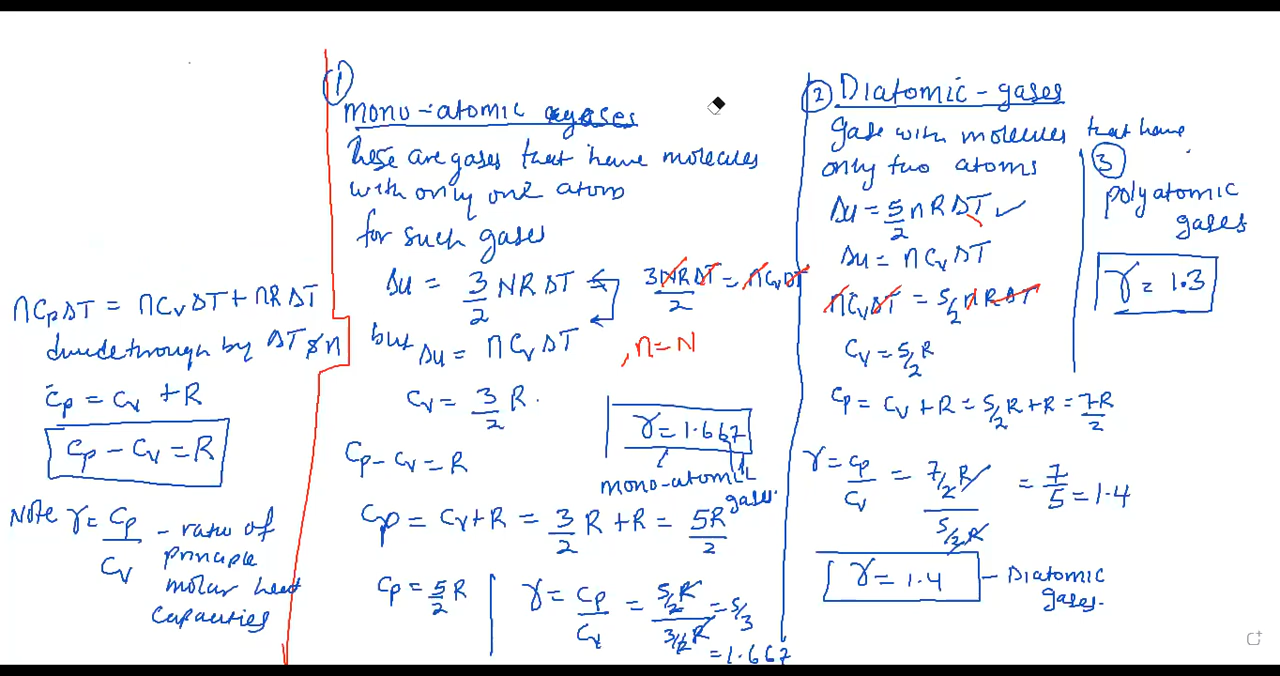 nCpΔT = nCvΔT + nRΔT
divide through by ΔT & n
Cp = Cv + R
Cp − Cv = R
Note γ = Cp/Cv – ratio of
principle
molar heat
capacities
①
Mono-atomic gases
These are gases that have molecules
with only one atom
for such gases
Δu = 3/2 NRΔT
3NRΔT/2 = nCvΔT
but Δu = nCvΔT
, n = N
Cv = 3/2 R.
γ = 1.667
mono-atomic
gases.
Cp − Cv = R
Cp = Cv + R = 3/2 R + R = 5R/2
Cp = 5/2 R
γ = Cp/Cv = 5/2 R / 3/2 R = 5/3
= 1.667
② Diatomic - gases
gase with molecules that have
only two atoms
Δu = 5/2 nRΔT ✓
Δu = nCvΔT
nCvΔT = 5/2 nRΔT
Cv = 5/2 R
Cp = Cv + R = 5/2 R + R = 7R/2
γ = Cp/Cv = 7/2 R / 5/2 R = 7/5 = 1.4
γ = 1.4 – Diatomic
gases.
③
polyatomic
gases
γ = 1.3